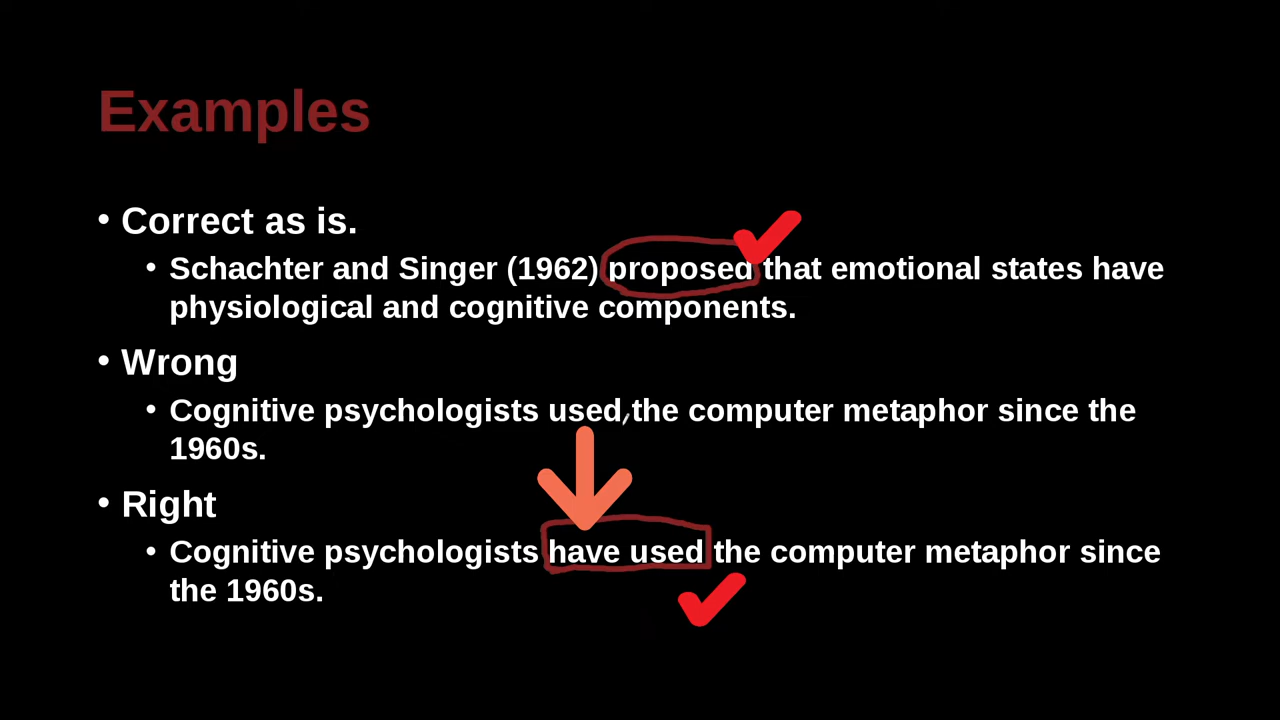 Examples
• Correct as is.
• Schachter and Singer (1962) proposed that emotional states have
physiological and cognitive components.
• Wrong
• Cognitive psychologists used,the computer metaphor since the
1960s.
• Right
• Cognitive psychologists have used the computer metaphor since
the 1960s.